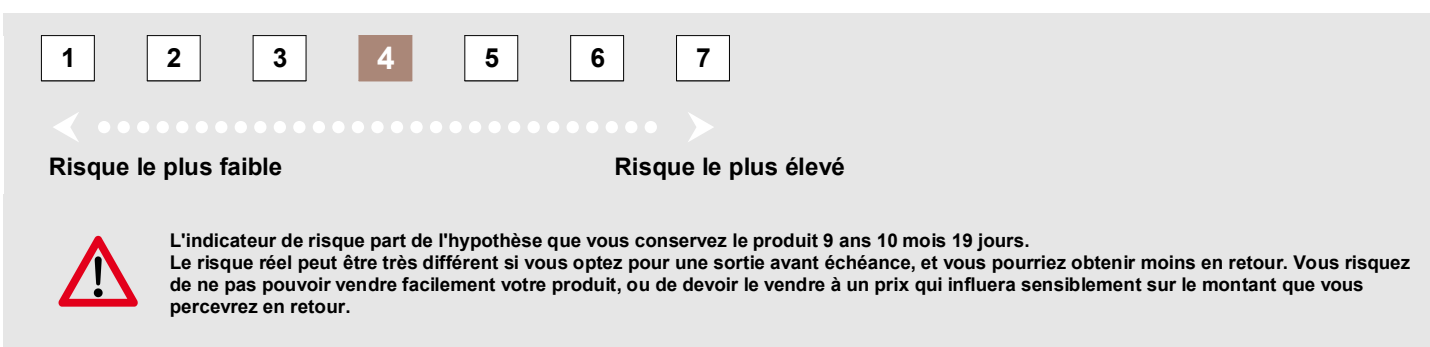 1 2 3 4 5 6 7
Risque le plus faible Risque le plus élevé
L'indicateur de risque part de l'hypothèse que vous conservez le produit 9 ans 10 mois 19 jours.
Le risque réel peut être très différent si vous optez pour une sortie avant échéance, et vous pourriez obtenir moins en retour. Vous risquez
de ne pas pouvoir vendre facilement votre produit, ou de devoir le vendre à un prix qui influera sensiblement sur le montant que vous
percevrez en retour.